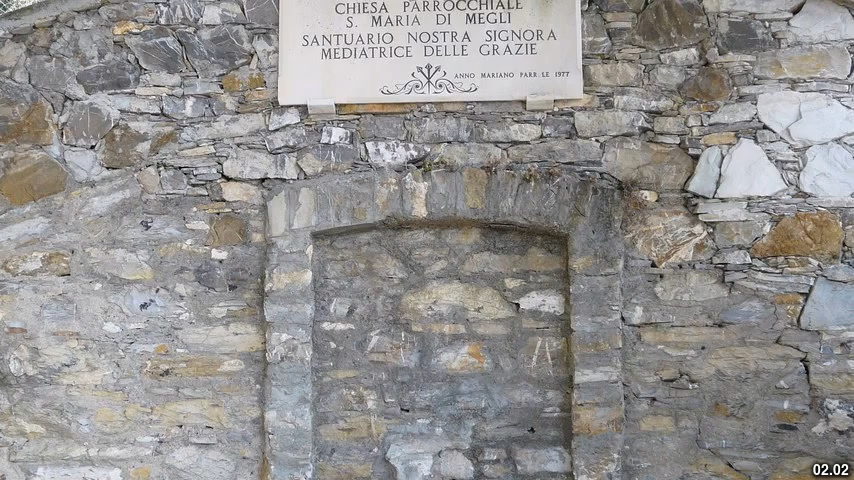 CHIESA PARROCCHIALE
S. MARIA DI MEGLI
SANTUARIO NOSTRA SIGNORA
MEDIATRICE DELLE GRAZIE
ANNO MARIANO PARR.LE 1977
02.02